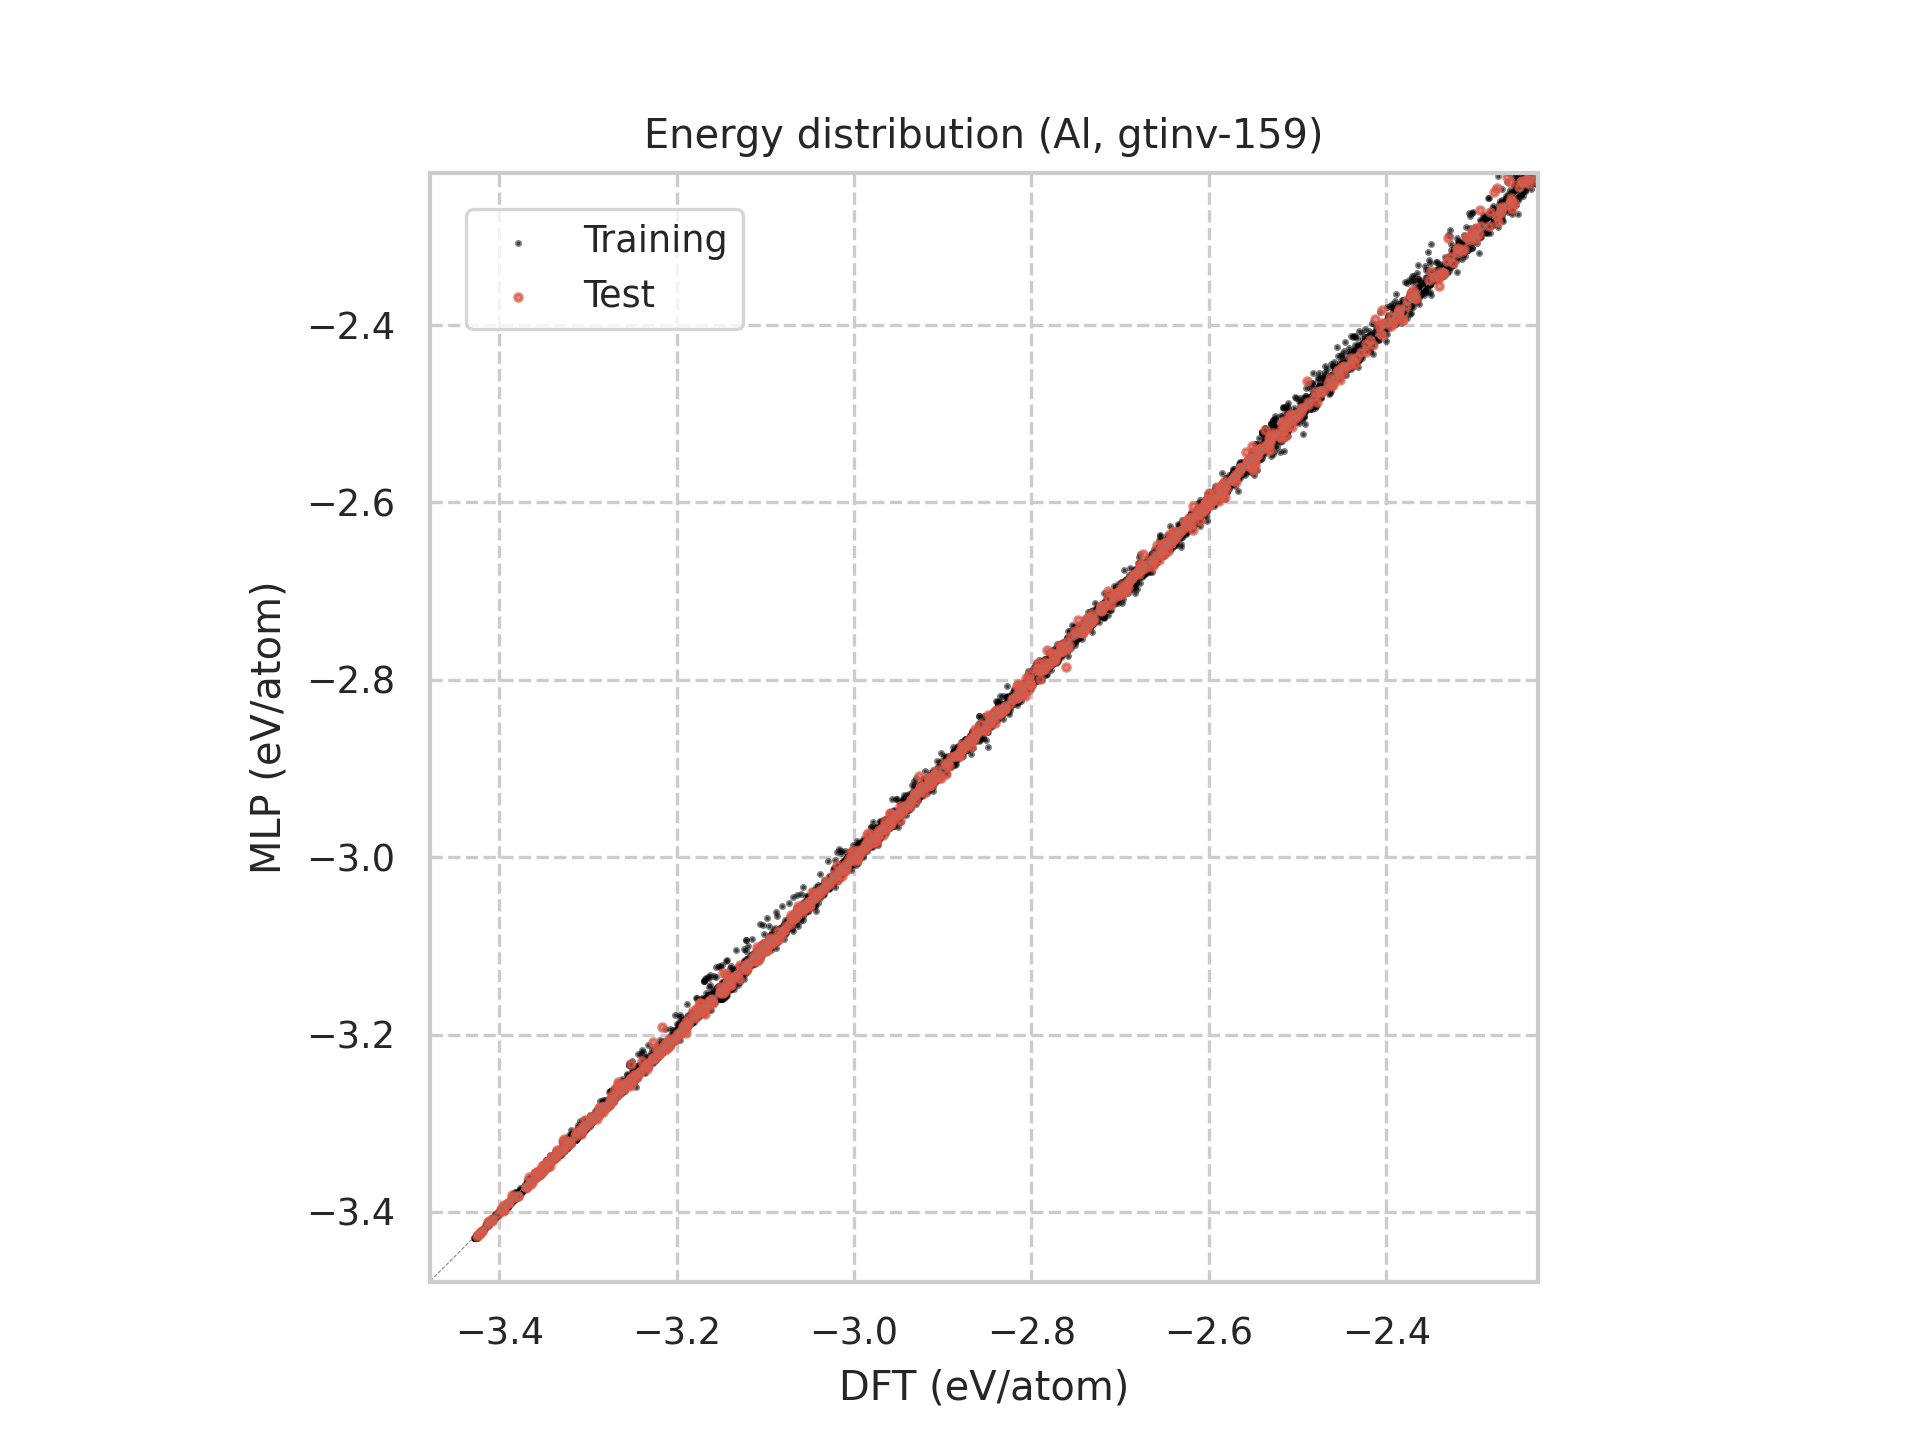 Energy distribution (Al, gtinv-159)
Training
Test
−2.4
−2.6
−2.8
−3.0
−3.2
−3.4
MLP (eV/atom)
−3.4 −3.2 −3.0 −2.8 −2.6 −2.4
DFT (eV/atom)